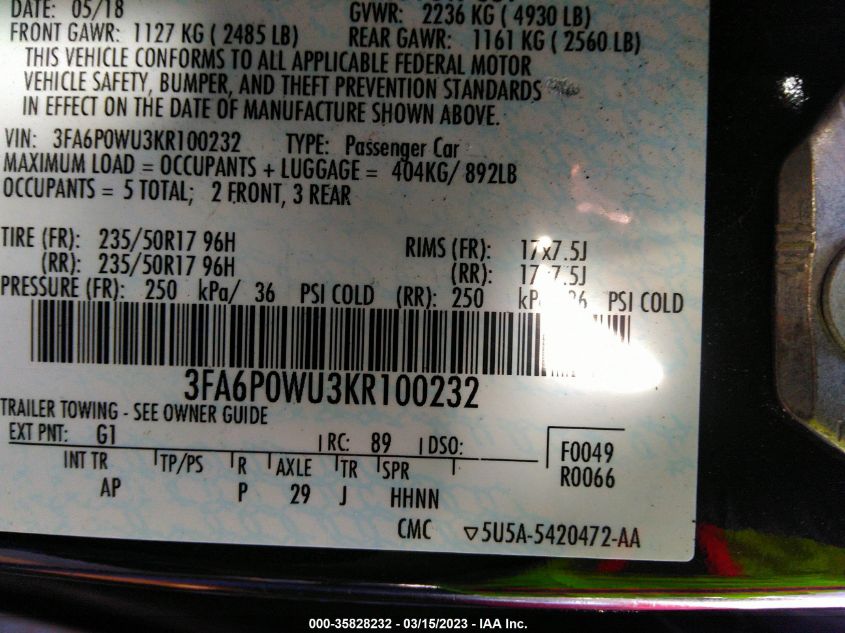 DATE: 05/18
GVWR: 2236 KG ( 4930 LB)
FRONT GAWR: 1127 KG ( 2485 LB) REAR GAWR: 1161 KG ( 2560 LB)
THIS VEHICLE CONFORMS TO ALL APPLICABLE FEDERAL MOTOR
VEHICLE SAFETY, BUMPER, AND THEFT PREVENTION STANDARDS
IN EFFECT ON THE DATE OF MANUFACTURE SHOWN ABOVE.
VIN: 3FA6P0WU3KR100232 TYPE: Passenger Car
MAXIMUM LOAD = OCCUPANTS + LUGGAGE = 404KG/ 892LB
OCCUPANTS = 5 TOTAL; 2 FRONT, 3 REAR
TIRE (FR): 235/50R17 96H RIMS (FR): 17x7.5J
(RR): 235/50R17 96H (RR): 17x7.5J
PRESSURE (FR): 250 kPa/ 36 PSI COLD (RR): 250 PSI COLD
3FA6P0WU3KR100232
TRAILER TOWING - SEE OWNER GUIDE
EXT PNT: G1 RC: 89 DSO: F0049
INT TR TP/PS R AXLE TR SPR R0066
AP P 29 J HHNN
CMC ▽5U5A-5420472-AA
000-35828232 - 03/15/2023 - IAA Inc.